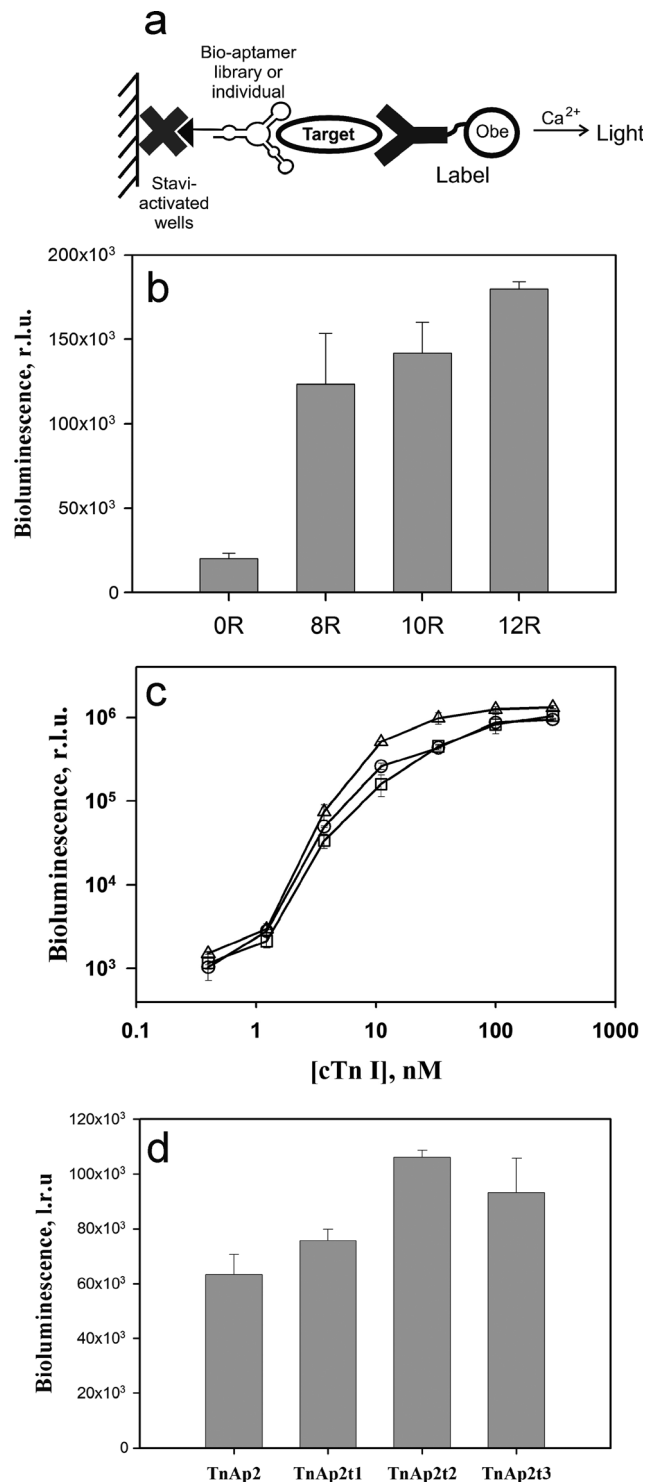 a
Bio-aptamer
library or
individual
Target
Obe
Ca2+
Light
Stavi-
activated
wells
Label
b
Bioluminescence, r.l.u.
200x10³
150x10³
100x10³
50x10³
0
0R 8R 10R 12R
c
Bioluminescence, r.l.u.
10⁶
10⁵
10⁴
10³
0.1 1 10 100 1000
[cTn I], nM
d
Bioluminescence, l.r.u
120x10³
100x10³
80x10³
60x10³
40x10³
20x10³
0
TnAp2 TnAp2t1 TnAp2t2 TnAp2t3